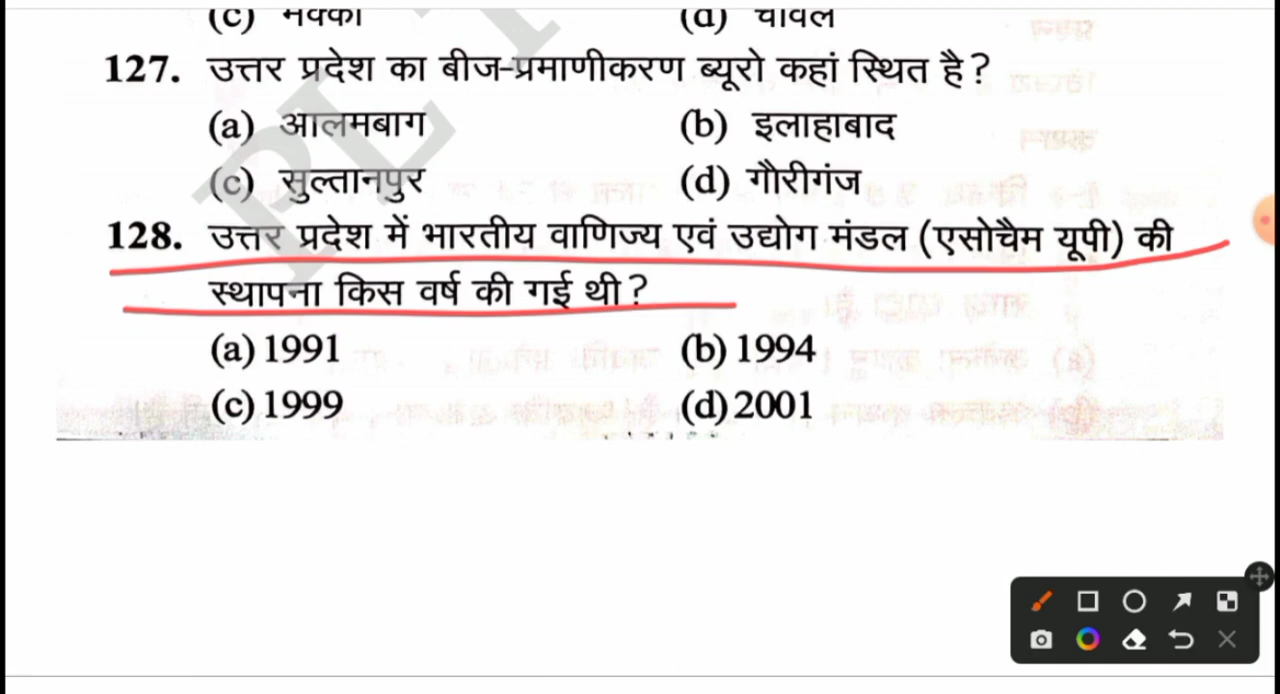 (c) मक्का (d) चावल
127. उत्तर प्रदेश का बीज-प्रमाणीकरण ब्यूरो कहां स्थित है?
(a) आलमबाग (b) इलाहाबाद
(c) सुल्तानपुर (d) गौरीगंज
128. उत्तर प्रदेश में भारतीय वाणिज्य एवं उद्योग मंडल (एसोचैम यूपी) की
स्थापना किस वर्ष की गई थी?
(a) 1991 (b) 1994
(c) 1999 (d) 2001